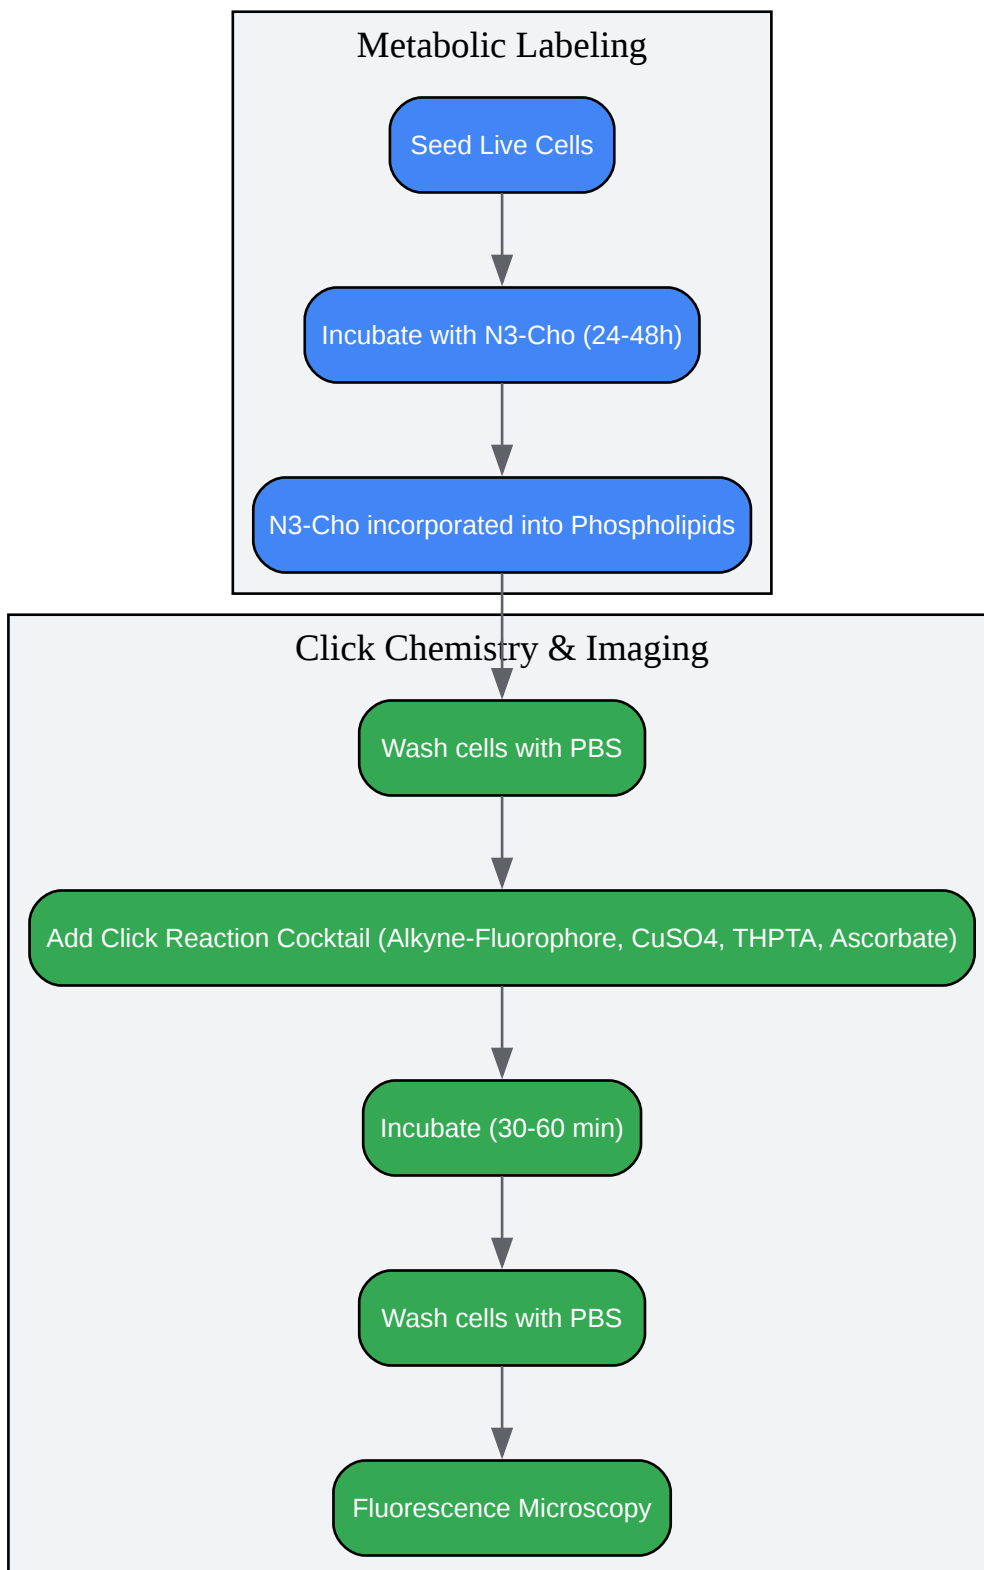 Metabolic Labeling
Seed Live Cells
Incubate with N3-Cho (24-48h)
N3-Cho incorporated into Phospholipids
Click Chemistry & Imaging
Wash cells with PBS
Add Click Reaction Cocktail (Alkyne-Fluorophore, CuSO4, THPTA, Ascorbate)
Incubate (30-60 min)
Wash cells with PBS
Fluorescence Microscopy